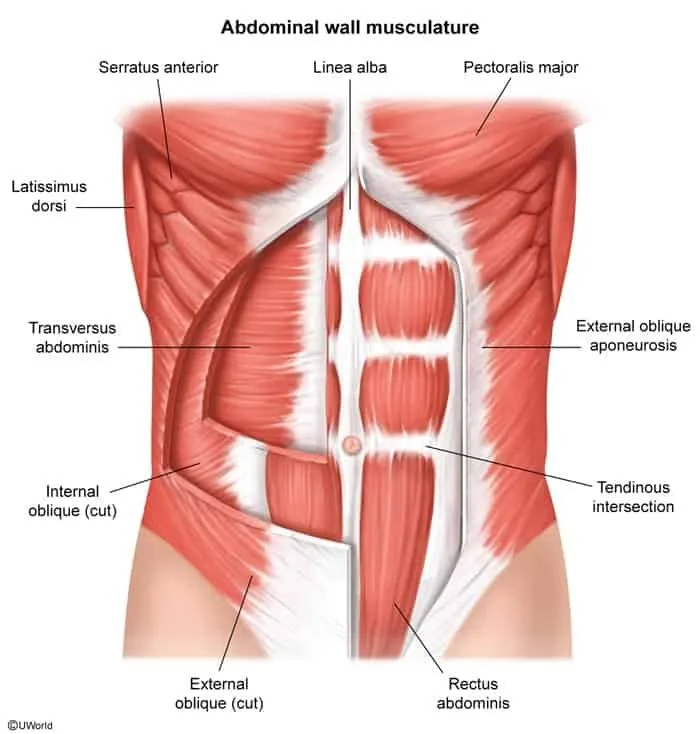 Abdominal wall musculature
Serratus anterior
Linea alba
Pectoralis major
Latissimus
dorsi
Transversus
abdominis
External oblique
aponeurosis
Internal
oblique (cut)
Tendinous
intersection
External
oblique (cut)
Rectus
abdominis
©UWorld